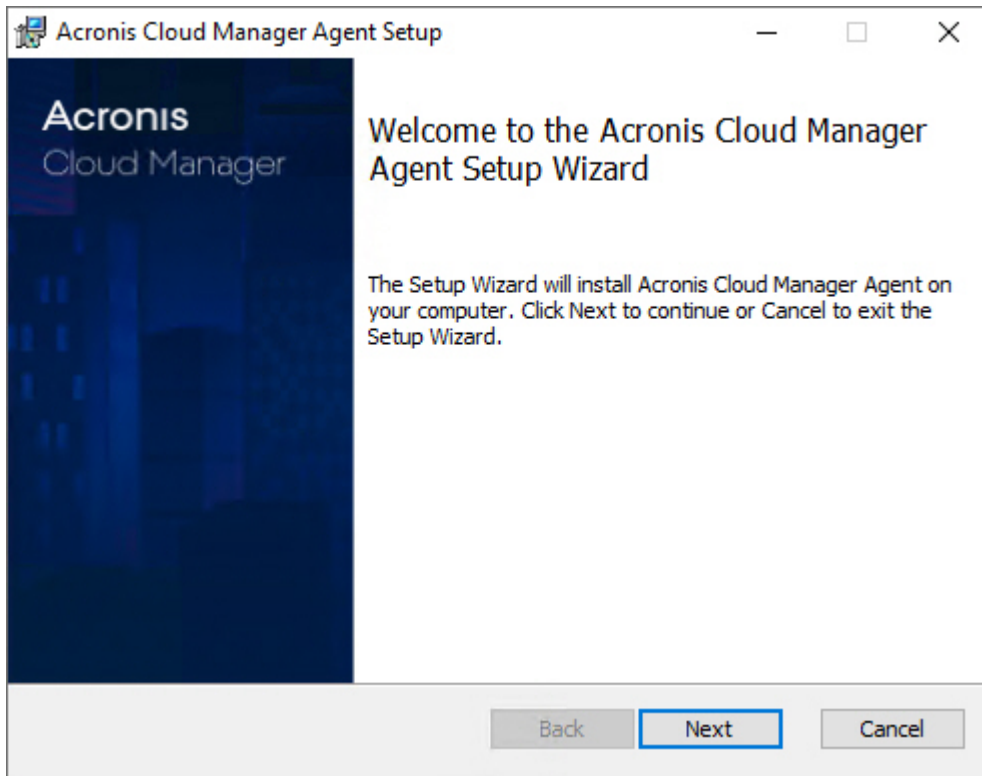 Acronis Cloud Manager Agent Setup
Acronis
Cloud Manager
Welcome to the Acronis Cloud Manager
Agent Setup Wizard
The Setup Wizard will install Acronis Cloud Manager Agent on
your computer. Click Next to continue or Cancel to exit the
Setup Wizard.
Back Next Cancel